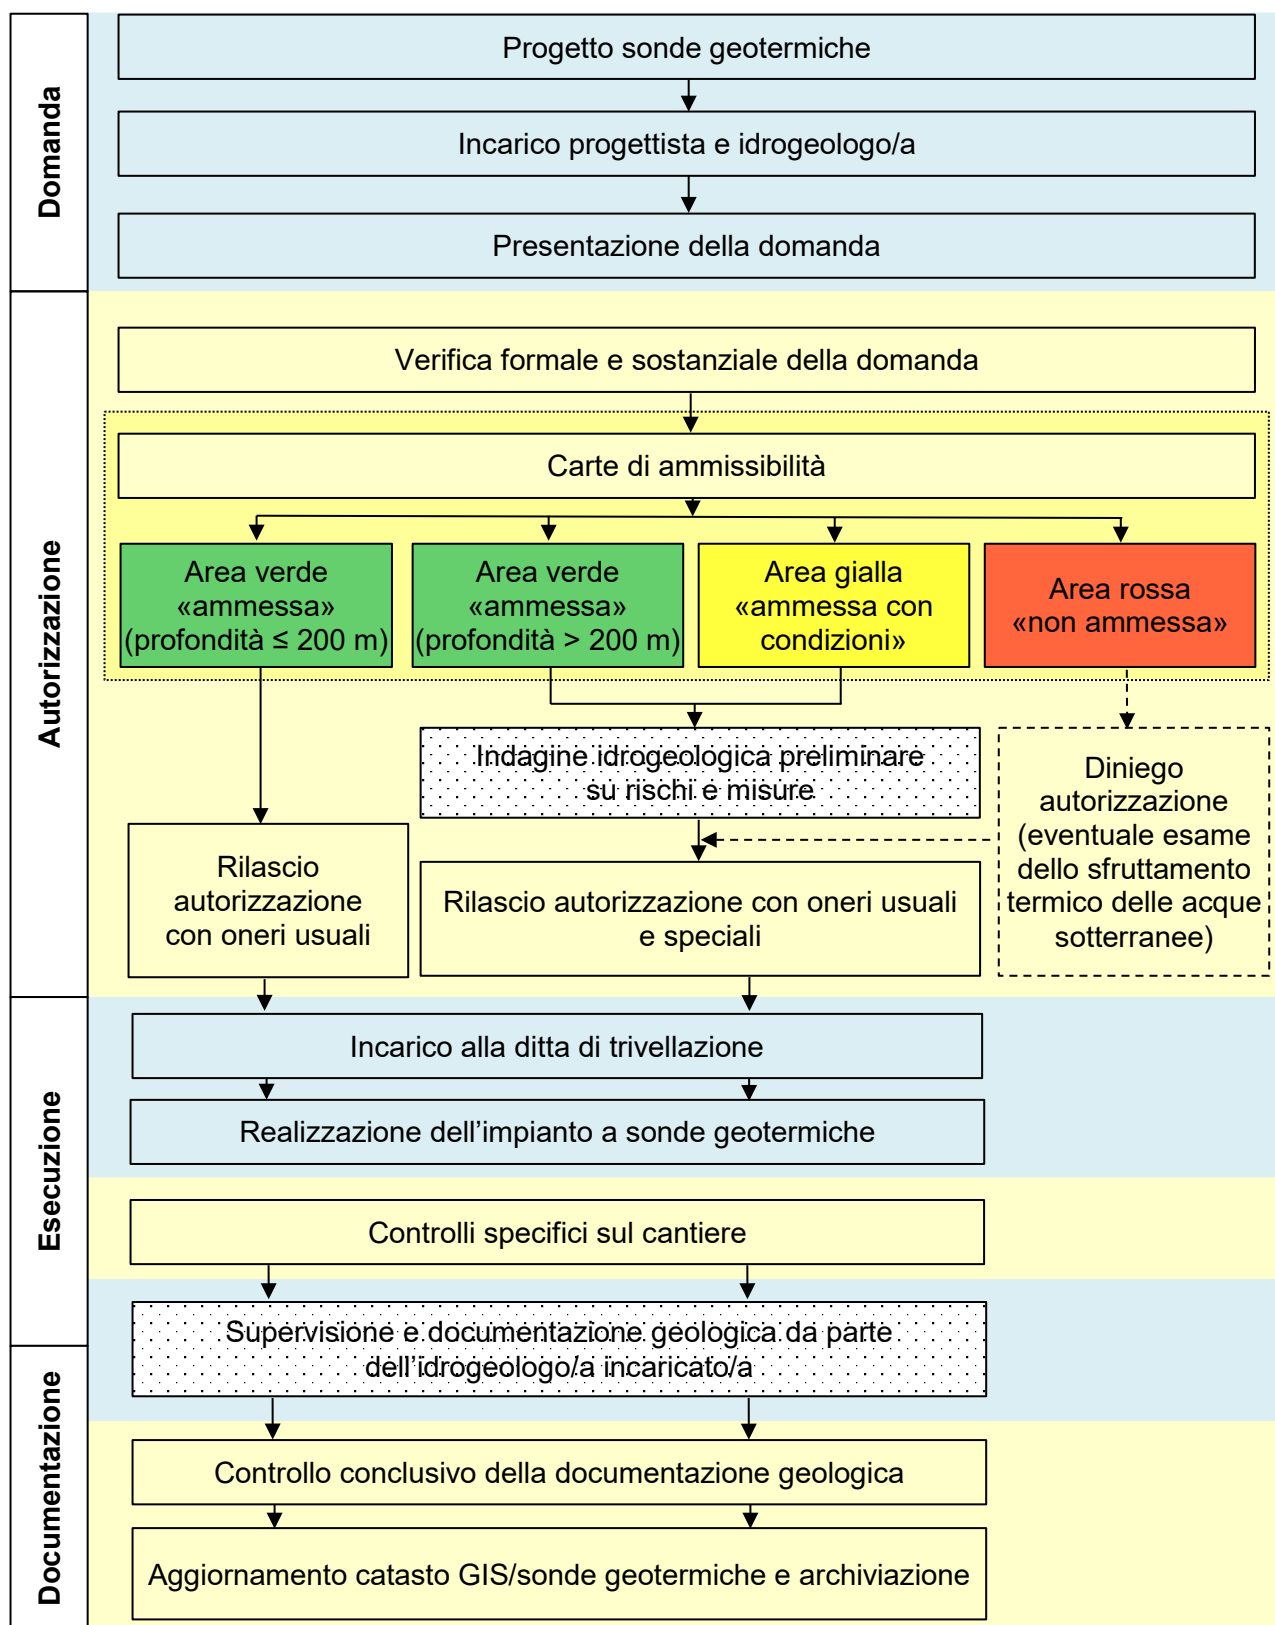 Domanda
Progetto sonde geotermiche
Incarico progettista e idrogeologo/a
Presentazione della domanda
Autorizzazione
Verifica formale e sostanziale della domanda
Carte di ammissibilità
Area verde
«ammessa»
(profondità ≤ 200 m)
Area verde
«ammessa»
(profondità > 200 m)
Area gialla
«ammessa con
condizioni»
Area rossa
«non ammessa»
Indagine idrogeologica preliminare
su rischi e misure
Diniego
autorizzazione
(eventuale esame
dello sfruttamento
termico delle acque
sotterranee)
Rilascio
autorizzazione
con oneri usuali
Rilascio autorizzazione con oneri usuali
e speciali
Esecuzione
Incarico alla ditta di trivellazione
Realizzazione dell’impianto a sonde geotermiche
Controlli specifici sul cantiere
Supervisione e documentazione geologica da parte
dell’idrogeologo/a incaricato/a
Documentazione
Controllo conclusivo della documentazione geologica
Aggiornamento catasto GIS/sonde geotermiche e archiviazione